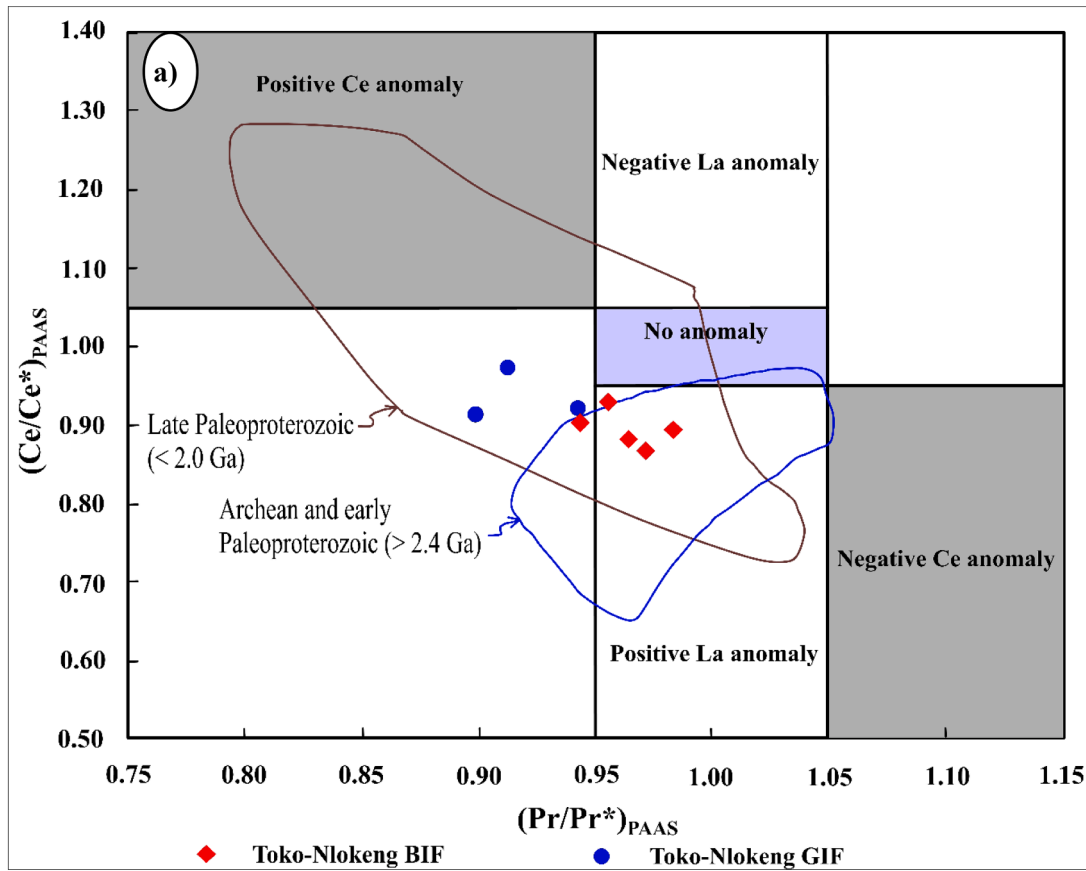 a)
Positive Ce anomaly
Negative La anomaly
No anomaly
Late Paleoproterozoic
(< 2.0 Ga)
Archean and early
Paleoproterozoic (> 2.4 Ga)
Negative Ce anomaly
Positive La anomaly
1.40
1.30
1.20
1.10
1.00
0.90
0.80
0.70
0.60
0.50
(Ce/Ce*)PAAS
0.75 0.80 0.85 0.90 0.95 1.00 1.05 1.10 1.15
(Pr/Pr*)PAAS
Toko-Nlokeng BIF Toko-Nlokeng GIF